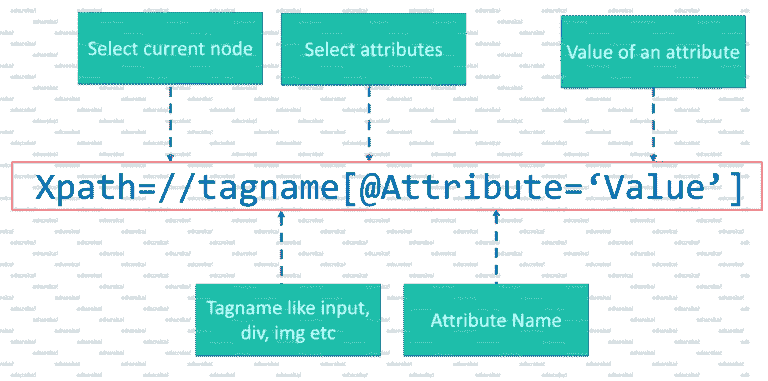 Select current node
Select attributes
Value of an attribute
Xpath=//tagname[@Attribute=‘Value’]
Tagname like input,
div, img etc
Attribute Name